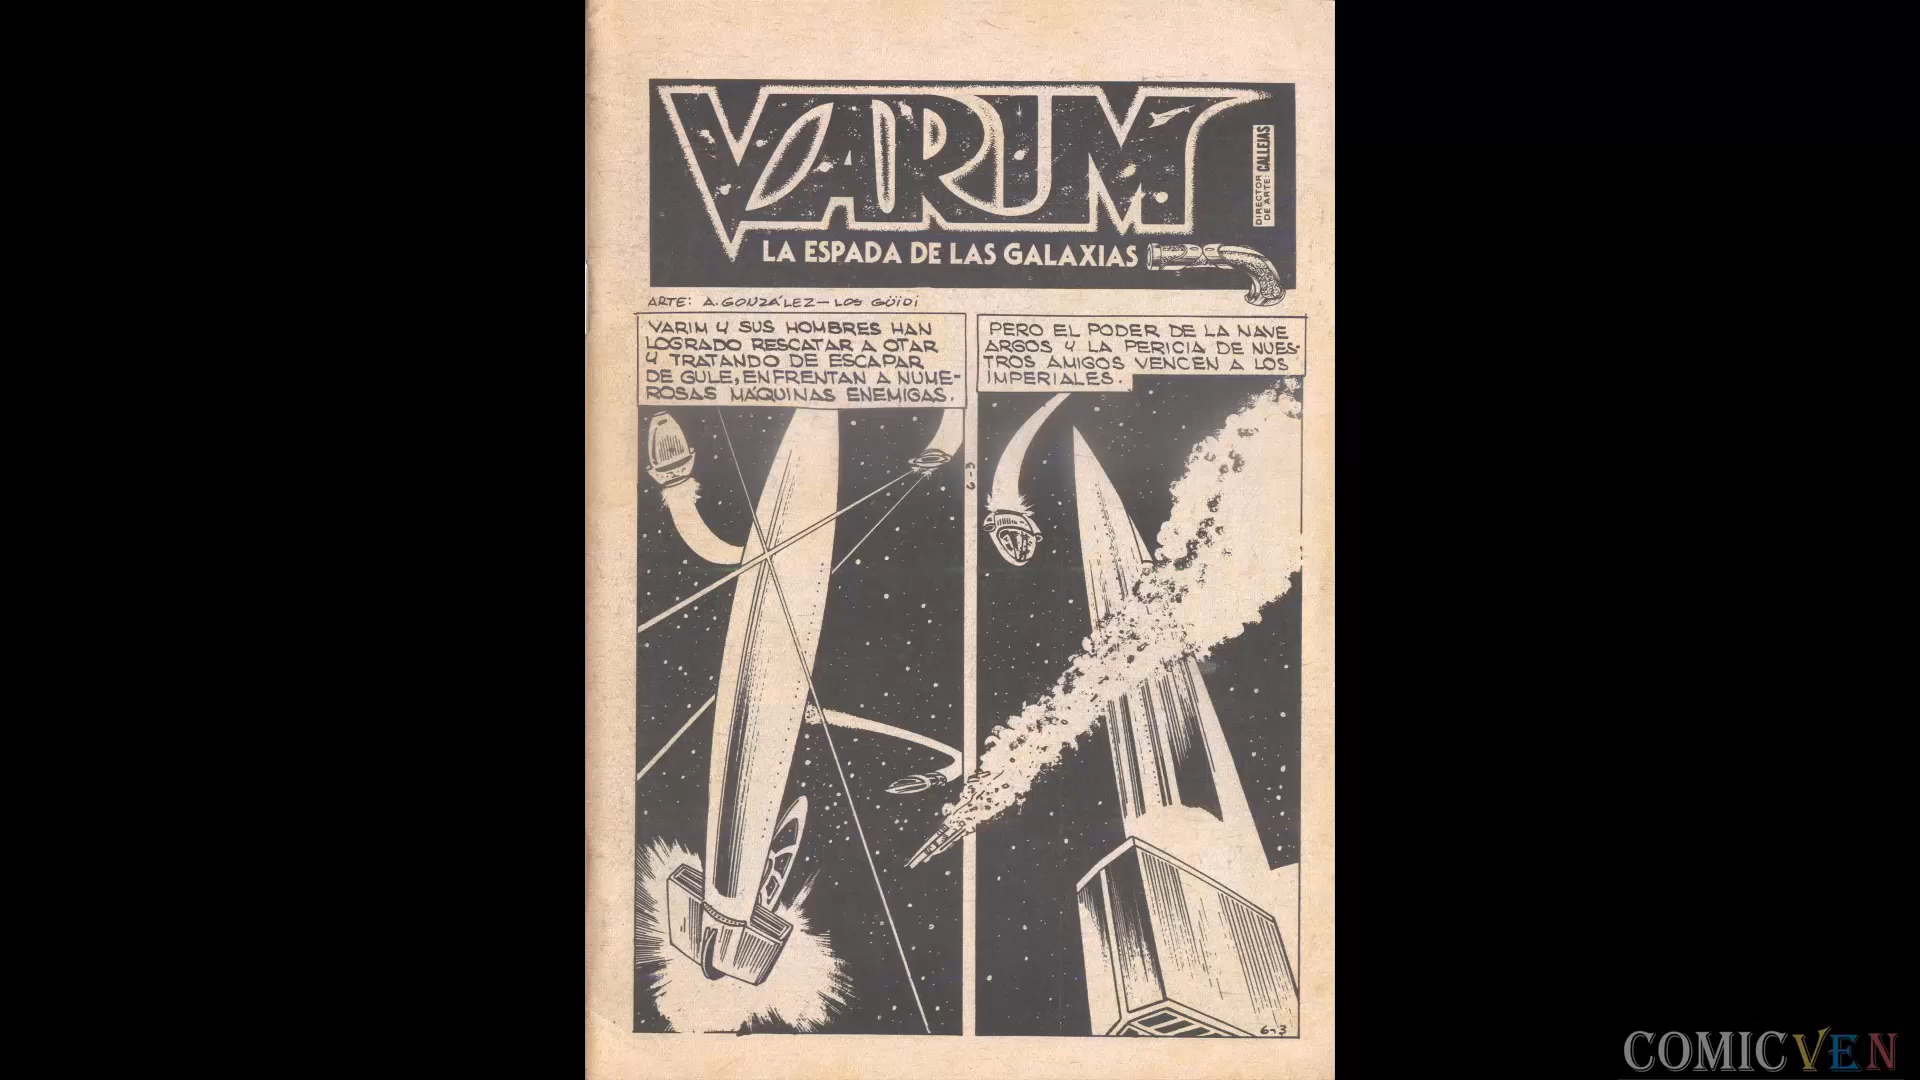 VARIM
DIRECTOR
DE ARTE: CALLEJAS
LA ESPADA DE LAS GALAXIAS
ARTE: A. GONZÁLEZ — LOS GÜIDI
VARIM Y SUS HOMBRES HAN
LOGRADO RESCATAR A OTAR
Y TRATANDO DE ESCAPAR
DE GULE, ENFRENTAN A NUME-
ROSAS MÁQUINAS ENEMIGAS.
PERO EL PODER DE LA NAVE
ARGOS Y LA PERICIA DE NUES-
TROS AMIGOS VENCEN A LOS
IMPERIALES.
6-3
6-3
COMICVEN